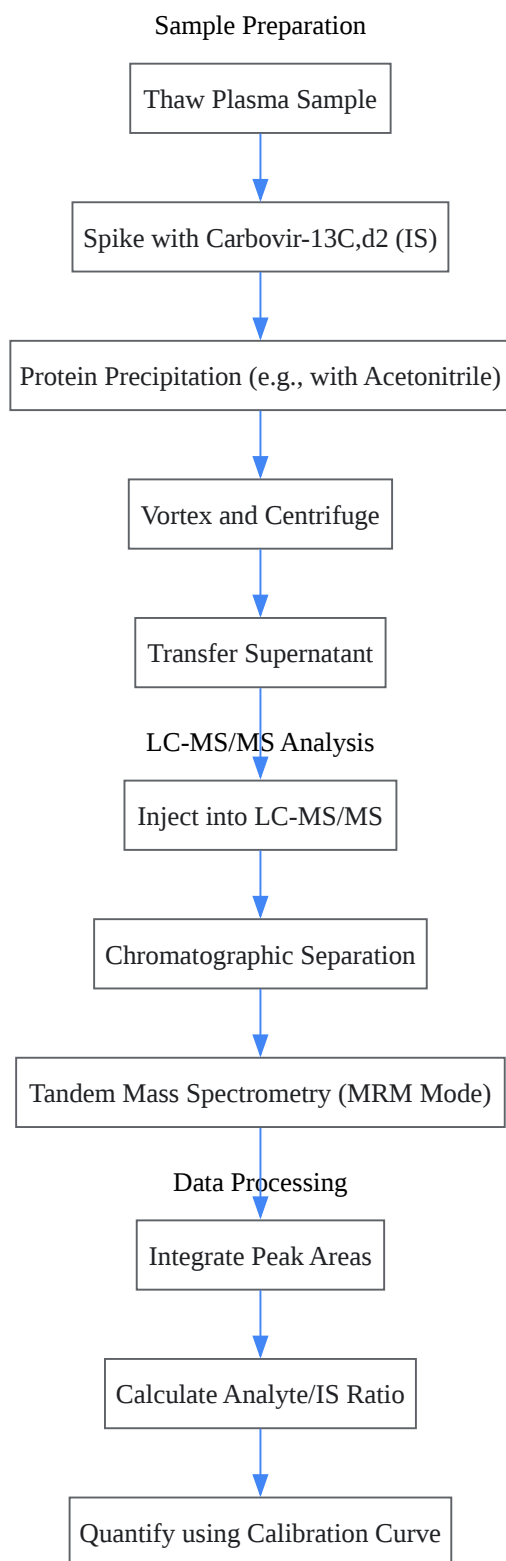 Sample Preparation
Thaw Plasma Sample
Spike with Carbovir-13C,d2 (IS)
Protein Precipitation (e.g., with Acetonitrile)
Vortex and Centrifuge
Transfer Supernatant
LC-MS/MS Analysis
Inject into LC-MS/MS
Chromatographic Separation
Tandem Mass Spectrometry (MRM Mode)
Data Processing
Integrate Peak Areas
Calculate Analyte/IS Ratio
Quantify using Calibration Curve